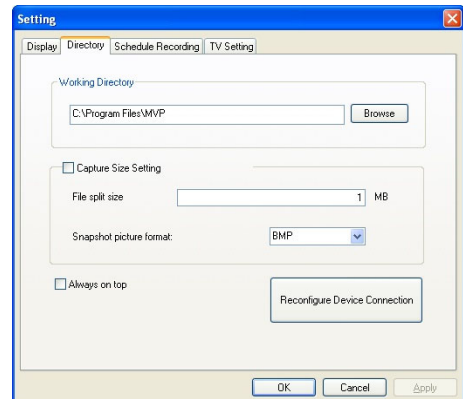 Setting
Display Directory Schedule Recording TV Setting
Working Directory
C:\Program Files\MVP Browse
Capture Size Setting
File split size 1 MB
Snapshot picture format: BMP
Always on top
Reconfigure Device Connection
OK Cancel Apply